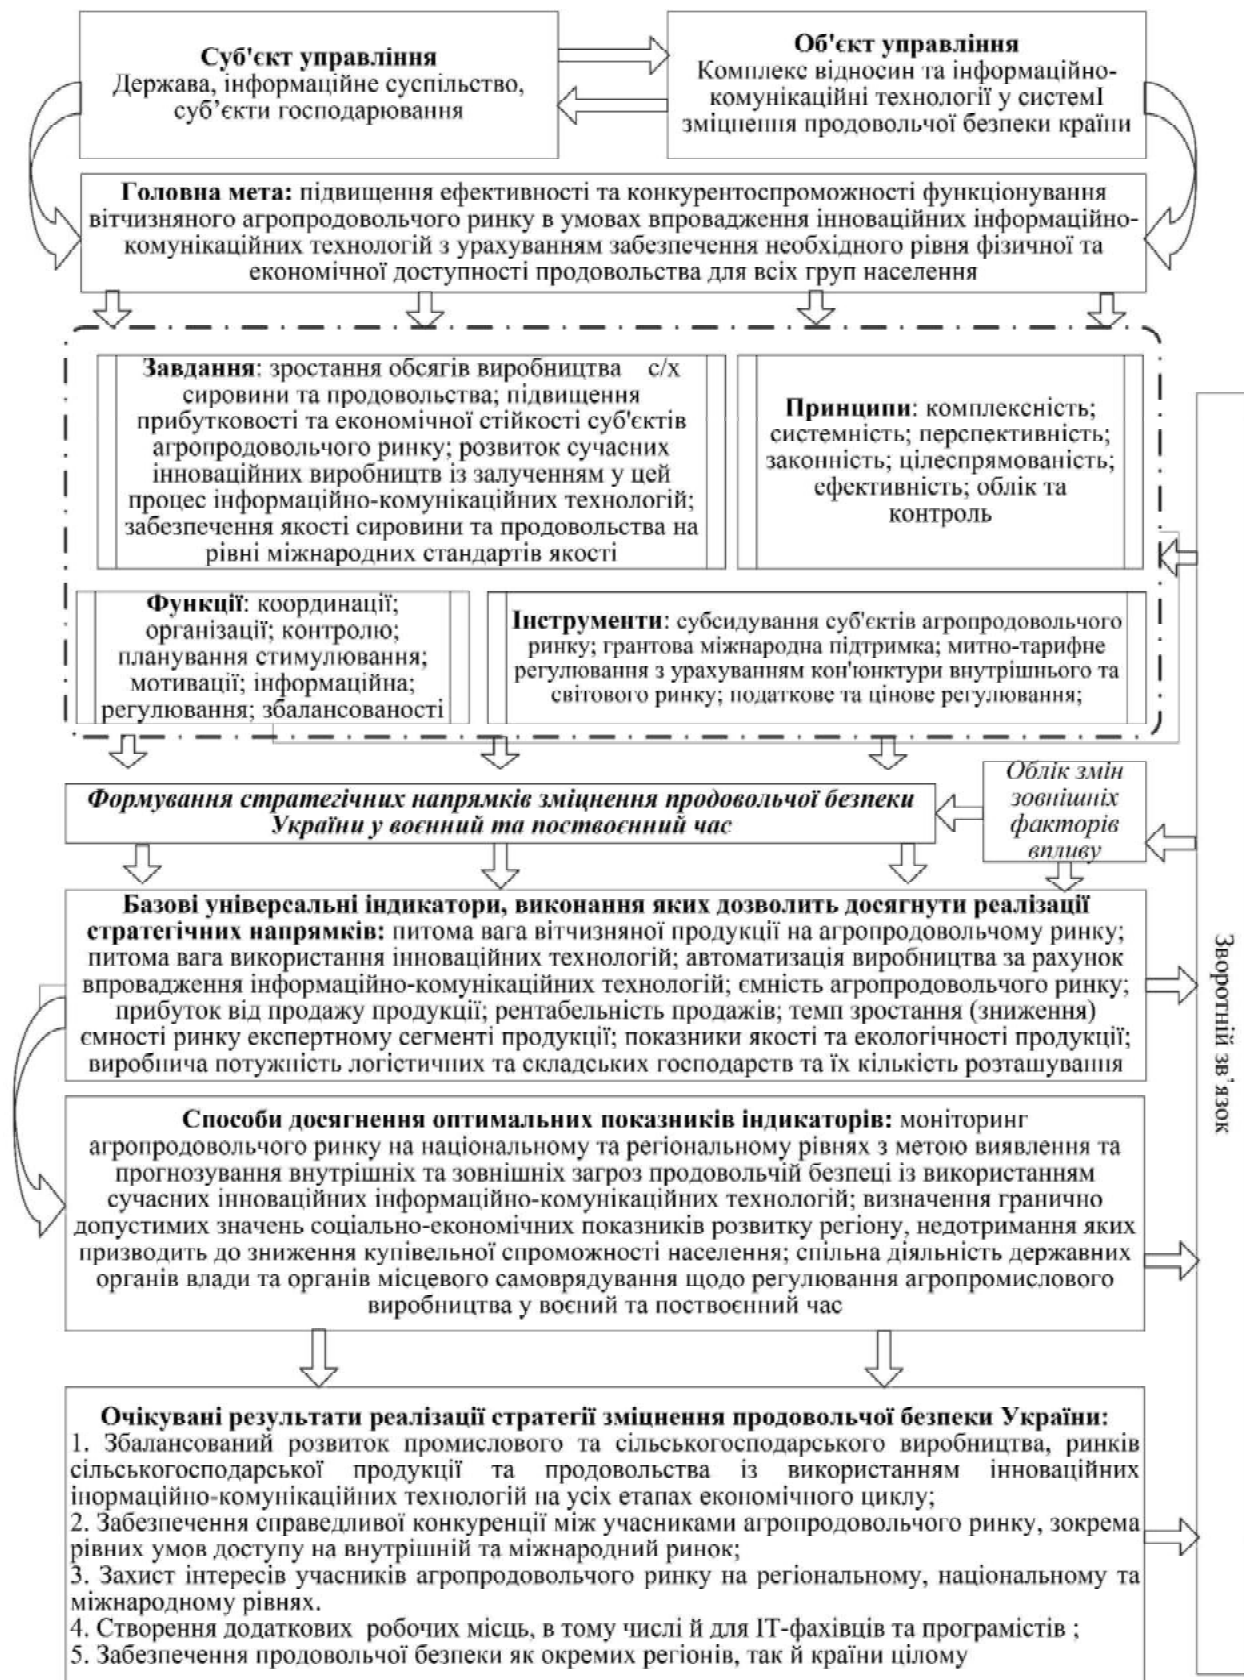 Суб'єкт управління
Держава, інформаційне суспільство,
суб’єкти господарювання
Об'єкт управління
Комплекс відносин та інформаційно-
комунікаційні технології у системІ
зміцнення продовольчої безпеки країни
Головна мета: підвищення ефективності та конкурентоспроможності функціонування
вітчизняного агропродовольчого ринку в умовах впровадження інноваційних інформаційно-
комунікаційних технологій з урахуванням забезпечення необхідного рівня фізичної та
економічної доступності продовольства для всіх груп населення
Завдання: зростання обсягів виробництва с/х
сировини та продовольства; підвищення
прибутковості та економічної стійкості суб'єктів
агропродовольчого ринку; розвиток сучасних
інноваційних виробництв із залученням у цей
процес інформаційно-комунікаційних технологій;
забезпечення якості сировини та продовольства на
рівні міжнародних стандартів якості
Принципи: комплексність;
системність; перспективність;
законність; цілеспрямованість;
ефективність; облік та
контроль
Функції: координації;
організації; контролю;
планування стимулювання;
мотивації; інформаційна;
регулювання; збалансованості
Інструменти: субсидування суб'єктів агропродовольчого
ринку; грантова міжнародна підтримка; митно-тарифне
регулювання з урахуванням кон'юнктури внутрішнього та
світового ринку; податкове та цінове регулювання;
Формування стратегічних напрямків зміцнення продовольчої безпеки
України у воєнний та поствоєнний час
Облік змін
зовнішніх
факторів
впливу
Базові універсальні індикатори, виконання яких дозволить досягнути реалізації
стратегічних напрямків: питома вага вітчизняної продукції на агропродовольчому ринку;
питома вага використання інноваційних технологій; автоматизація виробництва за рахунок
впровадження інформаційно-комунікаційних технологій; ємність агропродовольчого ринку;
прибуток від продажу продукції; рентабельність продажів; темп зростання (зниження)
ємності ринку експертному сегменті продукції; показники якості та екологічності продукції;
виробнича потужність логістичних та складських господарств та їх кількість розташування
Зворотній зв’язок
Способи досягнення оптимальних показників індикаторів: моніторинг
агропродовольчого ринку на національному та регіональному рівнях з метою виявлення та
прогнозування внутрішніх та зовнішніх загроз продовольчій безпеці із використанням
сучасних інноваційних інформаційно-комунікаційних технологій; визначення гранично
допустимих значень соціально-економічних показників розвитку регіону, недотримання яких
призводить до зниження купівельної спроможності населення; спільна діяльність державних
органів влади та органів місцевого самоврядування щодо регулювання агропромислового
виробництва у воєний та поствоєнний час
Очікувані результати реалізації стратегії зміцнення продовольчої безпеки України:
1. Збалансований розвиток промислового та сільськогосподарського виробництва, ринків
сільськогосподарської продукції та продовольства із використанням інноваційних
інормаційно-комунікаційних технологій на усіх етапах економічного циклу;
2. Забезпечення справедливої конкуренції між учасниками агропродовольчого ринку, зокрема
рівних умов доступу на внутрішній та міжнародний ринок;
3. Захист інтересів учасників агропродовольчого ринку на регіональному, національному та
міжнародному рівнях.
4. Створення додаткових робочих місць, в тому числі й для ІТ-фахівців та програмістів ;
5. Забезпечення продовольчої безпеки як окремих регіонів, так й країни цілому